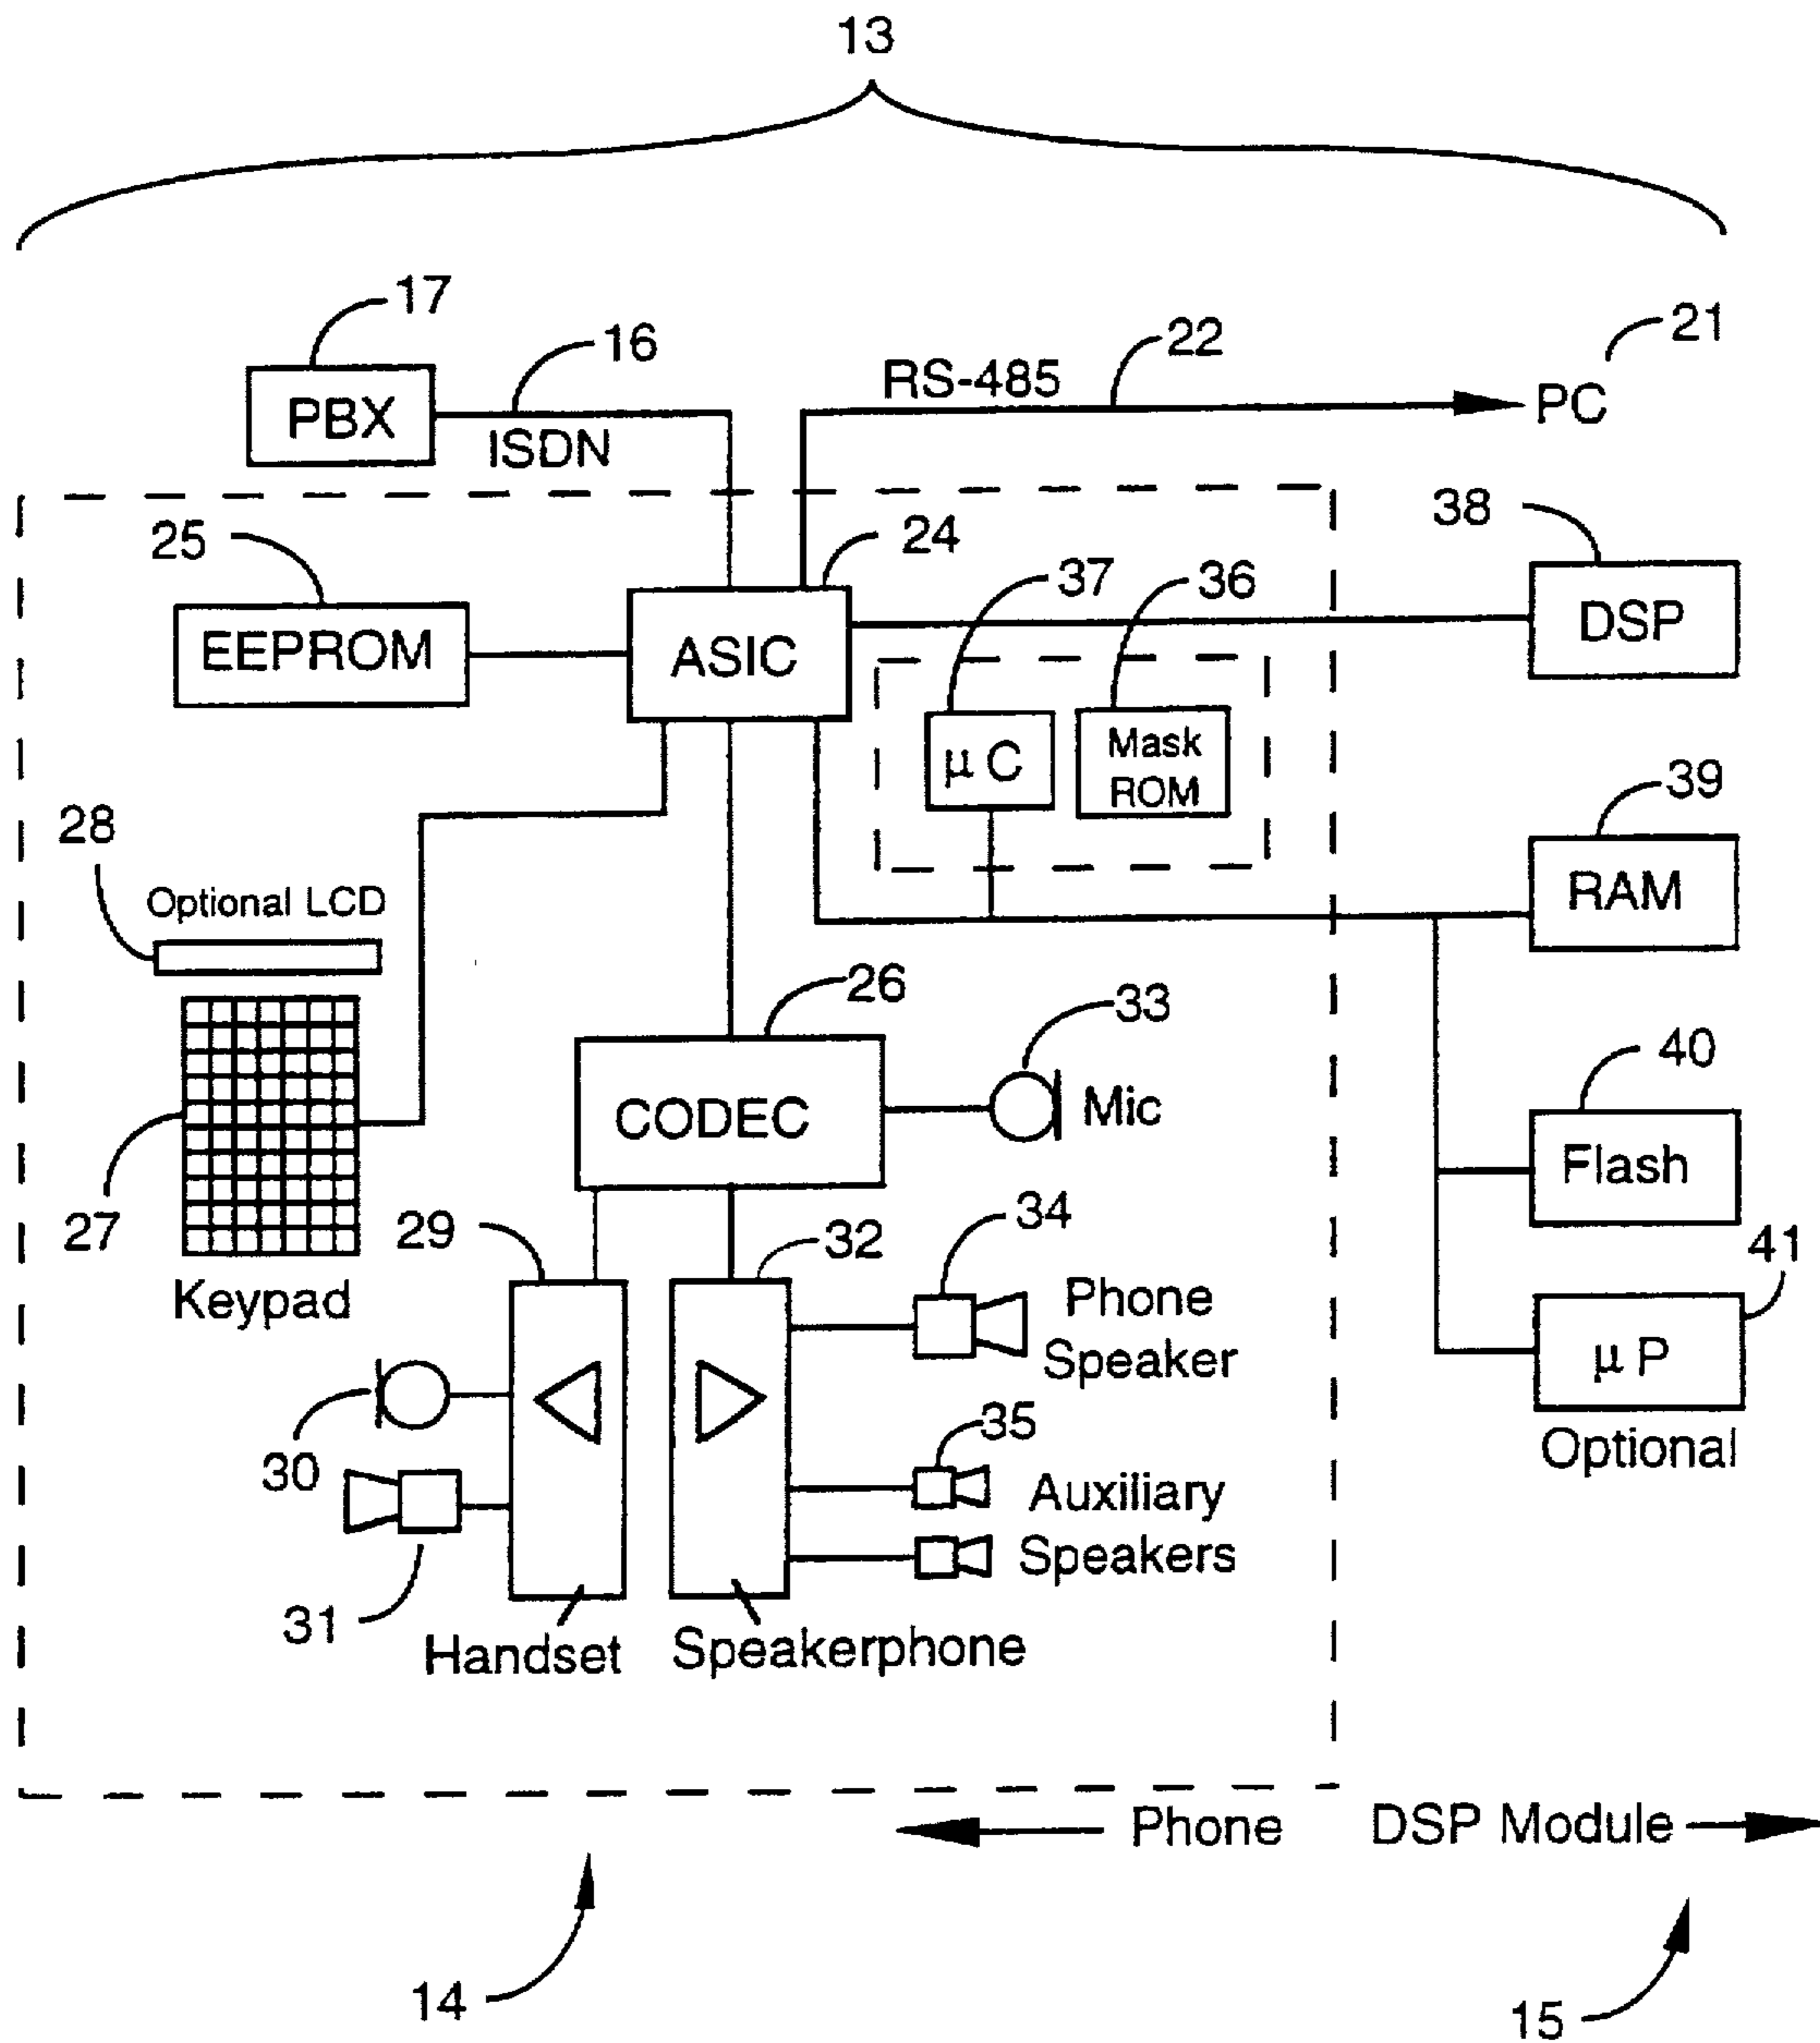 13
17
16
22
21
RS-485
PC
PBX
ISDN
25
24
37
36
38
EEPROM
ASIC
DSP
μC
Mask
ROM
39
28
Optional LCD
RAM
26
33
40
CODEC
Mic
Flash
27
29
32
34
41
Keypad
Phone
Speaker
μP
Optional
30
35
Auxiliary
Speakers
31
Handset
Speakerphone
Phone
DSP Module
14
15